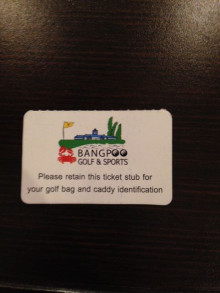 BANGPOO
GOLF & SPORTS
Please retain this ticket stub for
your golf bag and caddy identification